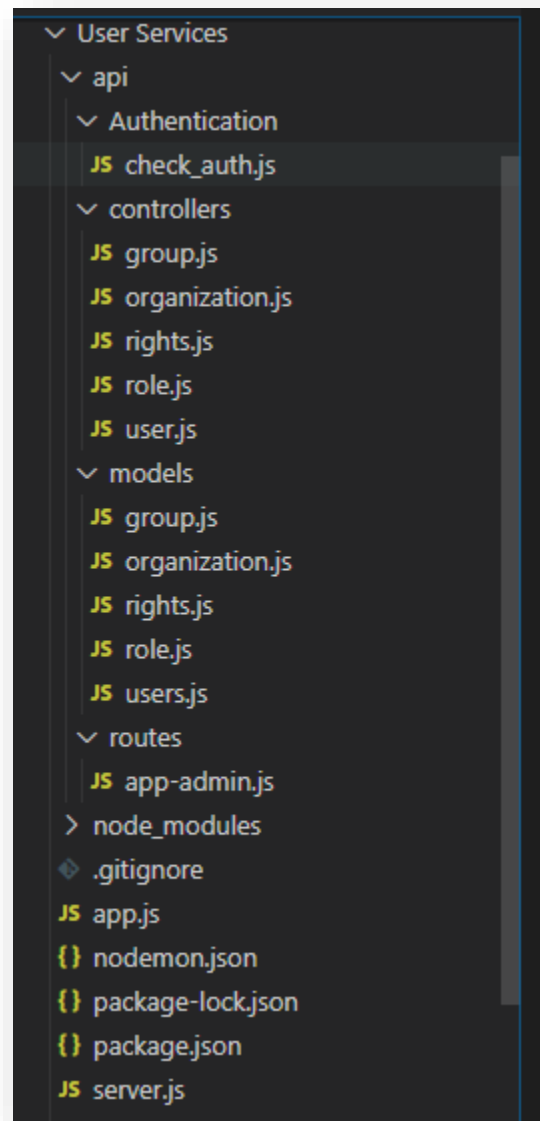 User Services
api
Authentication
JS check_auth.js
controllers
JS group.js
JS organization.js
JS rights.js
JS role.js
JS user.js
models
JS group.js
JS organization.js
JS rights.js
JS role.js
JS users.js
routes
JS app-admin.js
node_modules
.gitignore
JS app.js
{} nodemon.json
{} package-lock.json
{} package.json
JS server.js